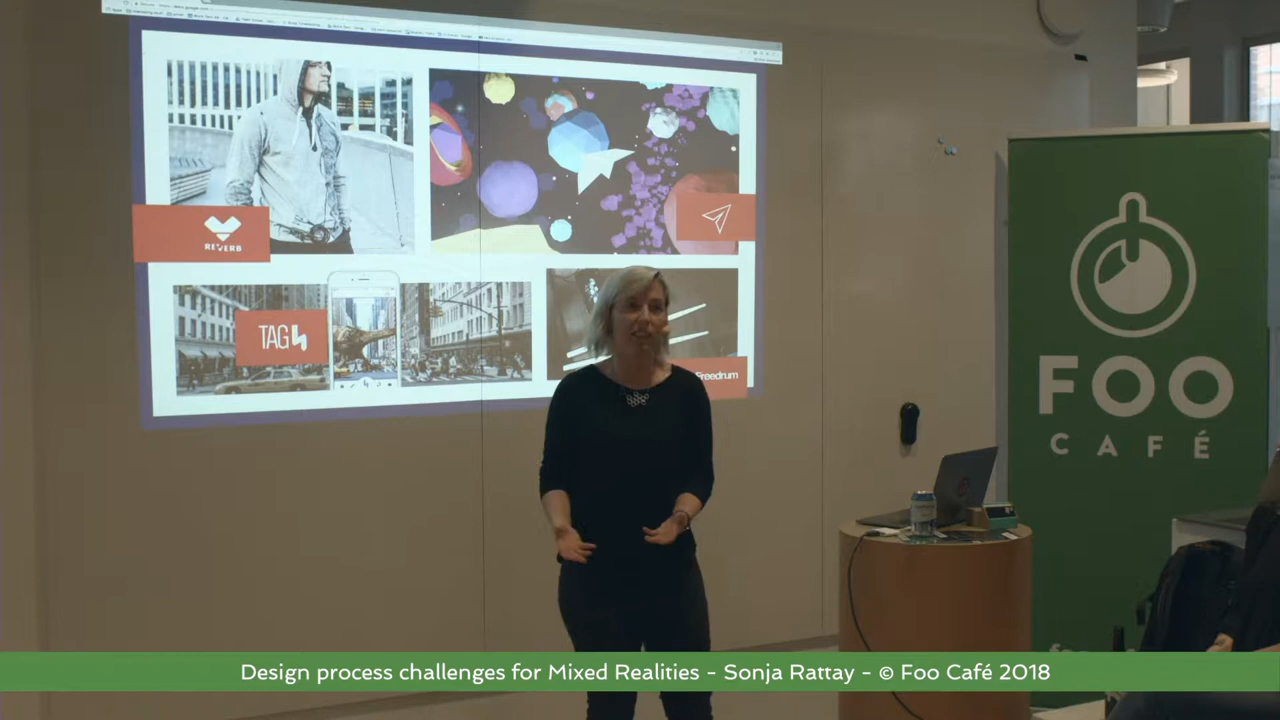 REVERB
TAG
Freedrum
FOO
CAFÉ
Design process challenges for Mixed Realities - Sonja Rattay - © Foo Café 2018